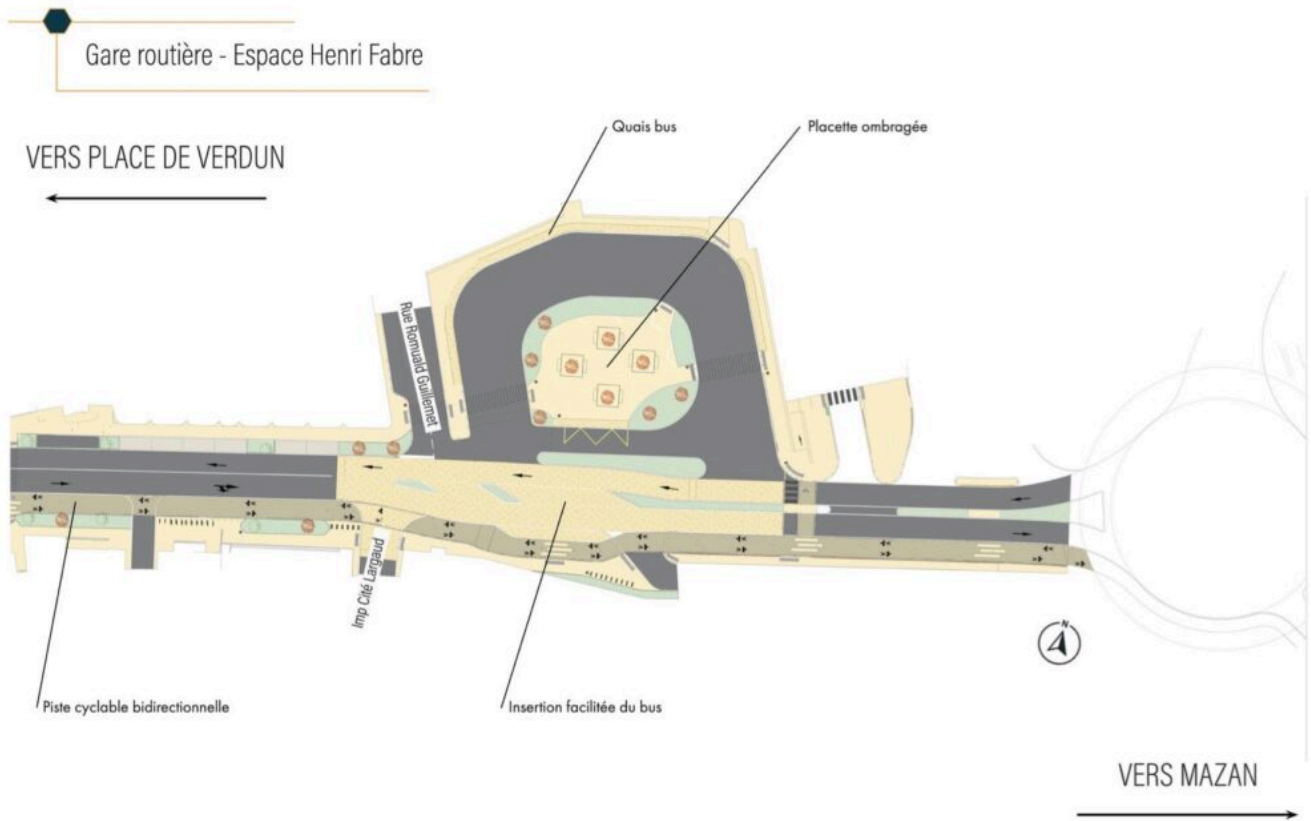 Gare routière - Espace Henri Fabre
VERS PLACE DE VERDUN
Quais bus
Placette ombragée
Rue Romuald Guillemet
Imp Cité Largaud
N
Piste cyclable bidirectionnelle
Insertion facilitée du bus
VERS MAZAN